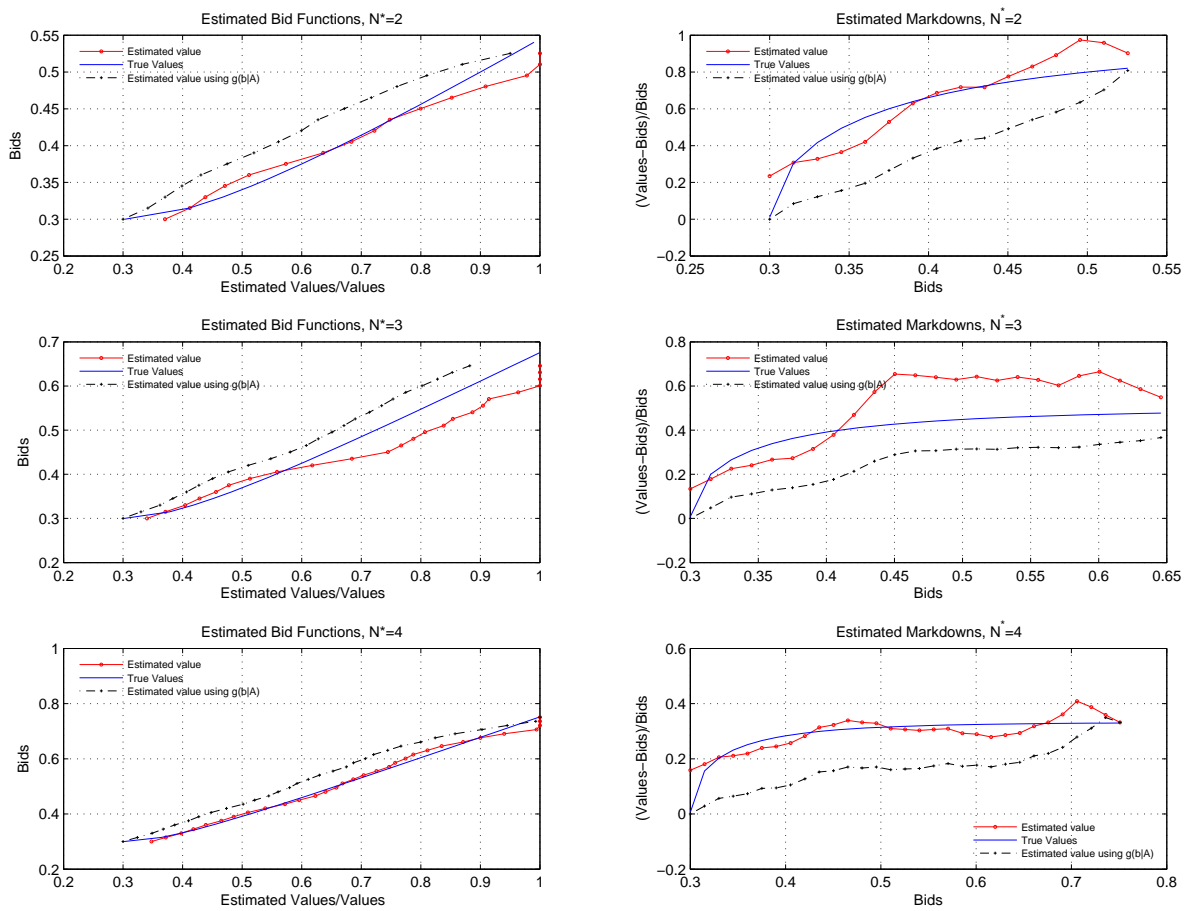 Estimated Bid Functions, N*=2
0.55
0.5
0.45
0.4
0.35
0.3
0.25
Bids
Estimated value
True Values
Estimated value using g(b|A)
0.2 0.3 0.4 0.5 0.6 0.7 0.8 0.9 1
Estimated Values/Values
Estimated Markdowns, N*=2
1
0.8
0.6
0.4
0.2
0
−0.2
(Values−Bids)/Bids
Estimated value
True Values
Estimated value using g(b|A)
0.25 0.3 0.35 0.4 0.45 0.5 0.55
Bids
Estimated Bid Functions, N*=3
0.7
0.6
0.5
0.4
0.3
0.2
Bids
Estimated value
True Values
Estimated value using g(b|A)
0.2 0.3 0.4 0.5 0.6 0.7 0.8 0.9 1
Estimated Values/Values
Estimated Markdowns, N*=3
0.8
0.6
0.4
0.2
0
−0.2
(Values−Bids)/Bids
Estimated value
True Values
Estimated value using g(b|A)
0.3 0.35 0.4 0.45 0.5 0.55 0.6 0.65
Bids
Estimated Bid Functions, N*=4
1
0.8
0.6
0.4
0.2
Bids
Estimated value
True Values
Estimated value using g(b|A)
0.2 0.3 0.4 0.5 0.6 0.7 0.8 0.9 1
Estimated Values/Values
Estimated Markdowns, N*=4
0.6
0.4
0.2
0
−0.2
(Values−Bids)/Bids
Estimated value
True Values
Estimated value using g(b|A)
0.3 0.4 0.5 0.6 0.7 0.8
Bids